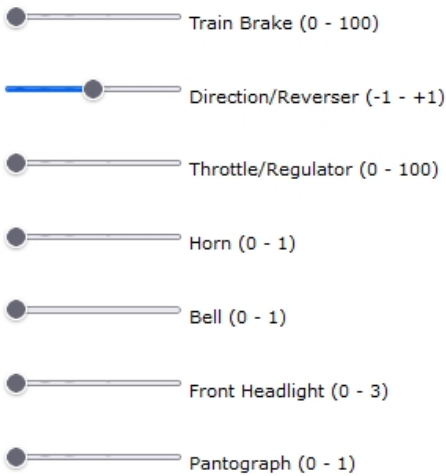 Train Brake (0 - 100)
Direction/Reverser (-1 - +1)
Throttle/Regulator (0 - 100)
Horn (0 - 1)
Bell (0 - 1)
Front Headlight (0 - 3)
Pantograph (0 - 1)